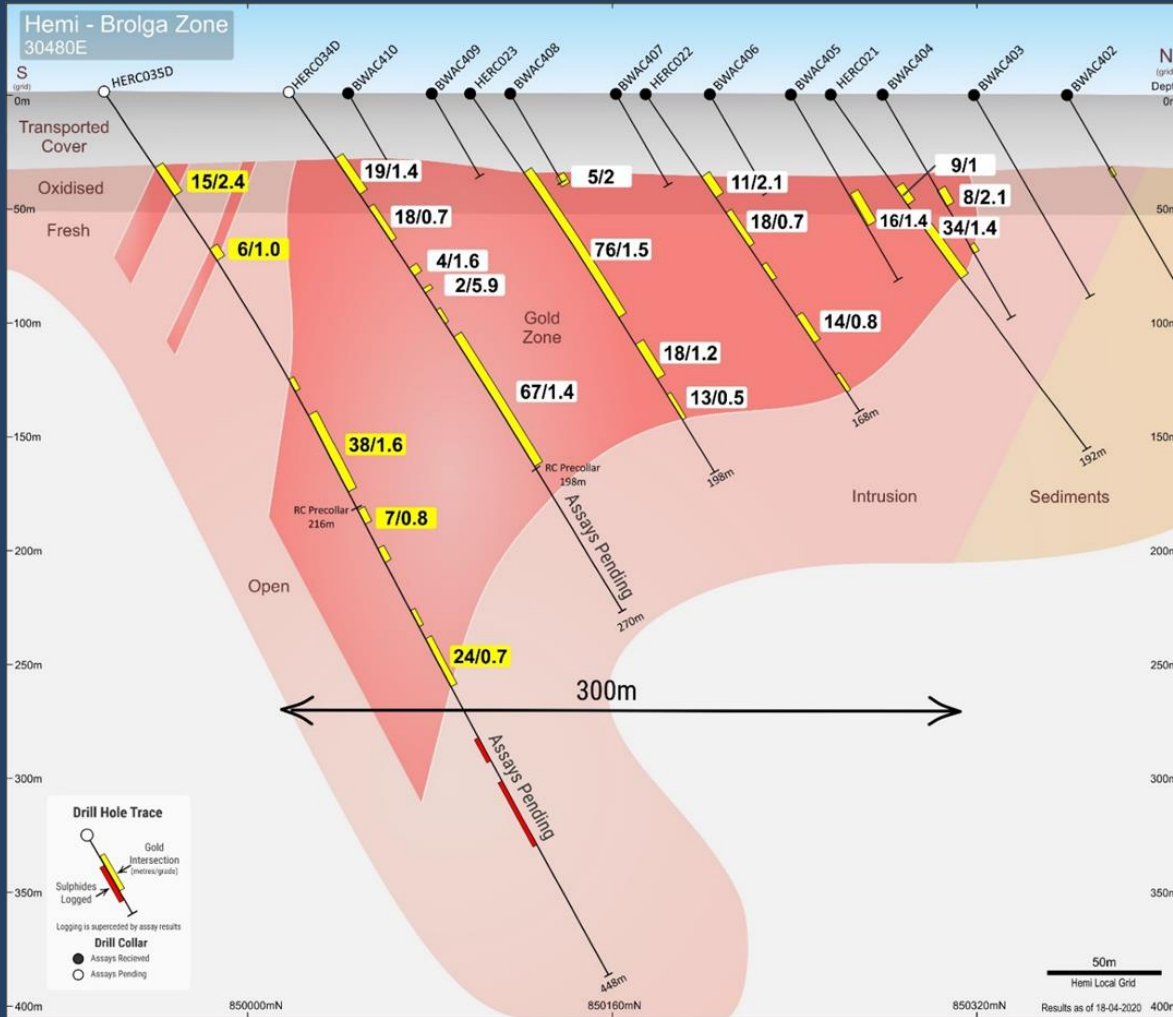 Hemi - Brolga Zone
30480E
S
(grid)
HERC035D
HERC034D
BWAC410
BWAC409
HERC023
BWAC408
BWAC407
HERC022
BWAC406
BWAC405
HERC021
BWAC404
BWAC403
BWAC402
N
(grid)
Depth
0m
0m
Transported
Cover
Oxidised
Fresh
15/2.4
19/1.4
5/2
11/2.1
9/1
8/2.1
16/1.4
34/1.4
50m
50m
18/0.7
18/0.7
6/1.0
4/1.6
2/5.9
76/1.5
Gold
Zone
14/0.8
100m
100m
18/1.2
13/0.5
67/1.4
38/1.6
150m
150m
168m
192m
198m
RC Precollar
198m
Assays Pending
270m
RC Precollar
216m
7/0.8
Intrusion
Sediments
200m
200m
Open
24/0.7
250m
250m
300m
Assays Pending
448m
300m
300m
350m
350m
400m
400m
Drill Hole Trace
Gold
Intersection
(metres/grade)
Sulphides
Logged
Logging is superceded by assay results
Drill Collar
Assays Recieved
Assays Pending
50m
Hemi Local Grid
Results as of 18-04-2020
850000mN
850160mN
850320mN